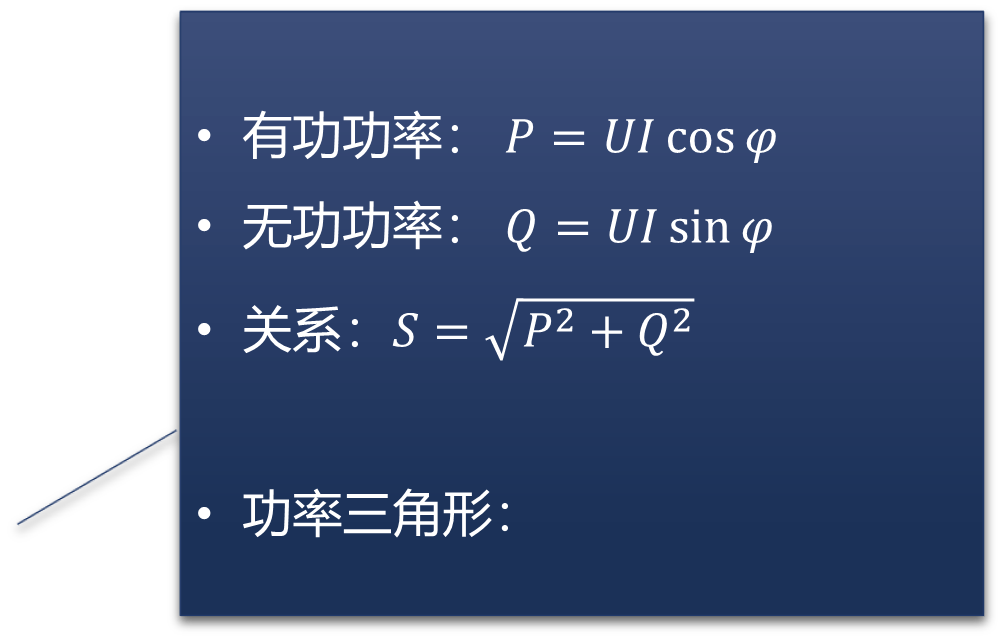 • 有功功率： P = UI cos φ
• 无功功率： Q = UI sin φ
• 关系：S = √(P² + Q²)
• 功率三角形：